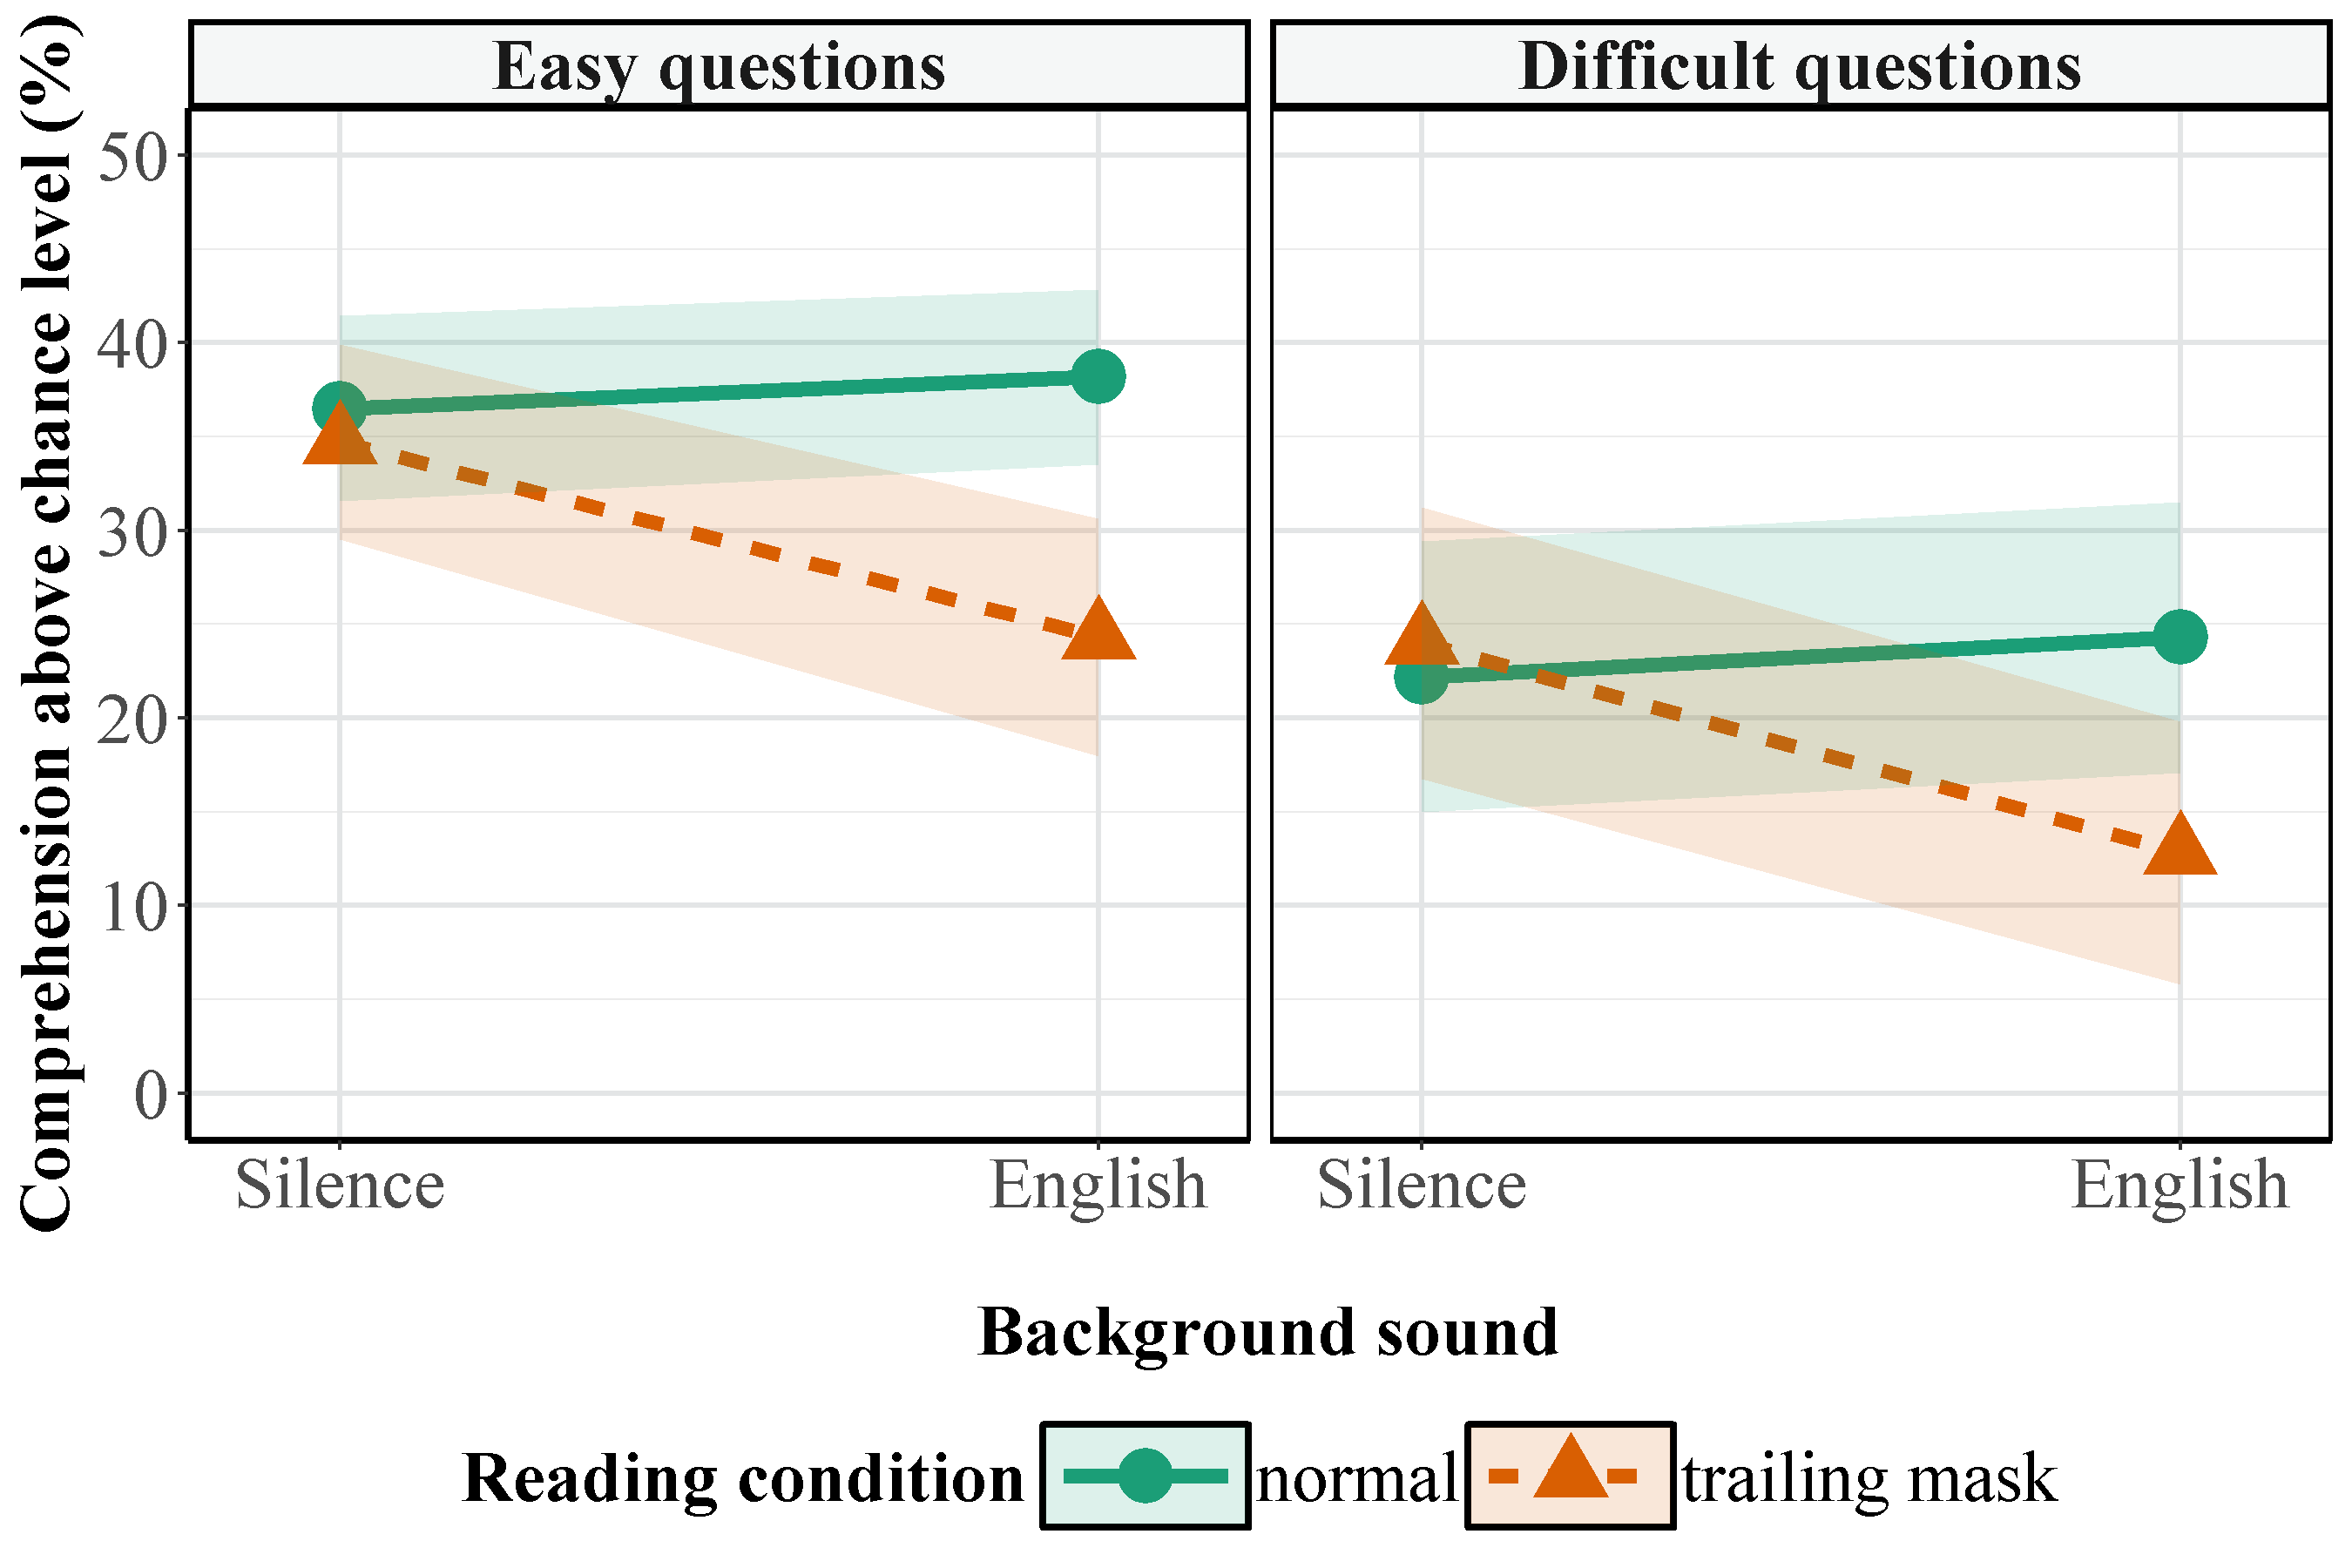 Comprehension above chance level (%)
Easy questions
Difficult questions
50
40
30
20
10
0
Silence
English
Silence
English
Background sound
Reading condition normal trailing mask